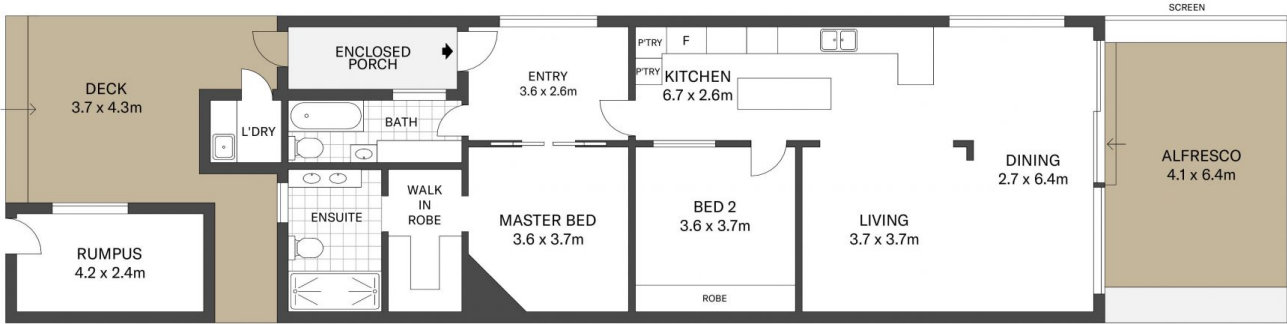 SCREEN
ENCLOSED
PORCH
DECK
3.7 x 4.3m
L'DRY
BATH
ENTRY
3.6 x 2.6m
P'TRY
F
P'TRY
KITCHEN
6.7 x 2.6m
DINING
2.7 x 6.4m
ALFRESCO
4.1 x 6.4m
RUMPUS
4.2 x 2.4m
ENSUITE
WALK
IN
ROBE
MASTER BED
3.6 x 3.7m
BED 2
3.6 x 3.7m
ROBE
LIVING
3.7 x 3.7m